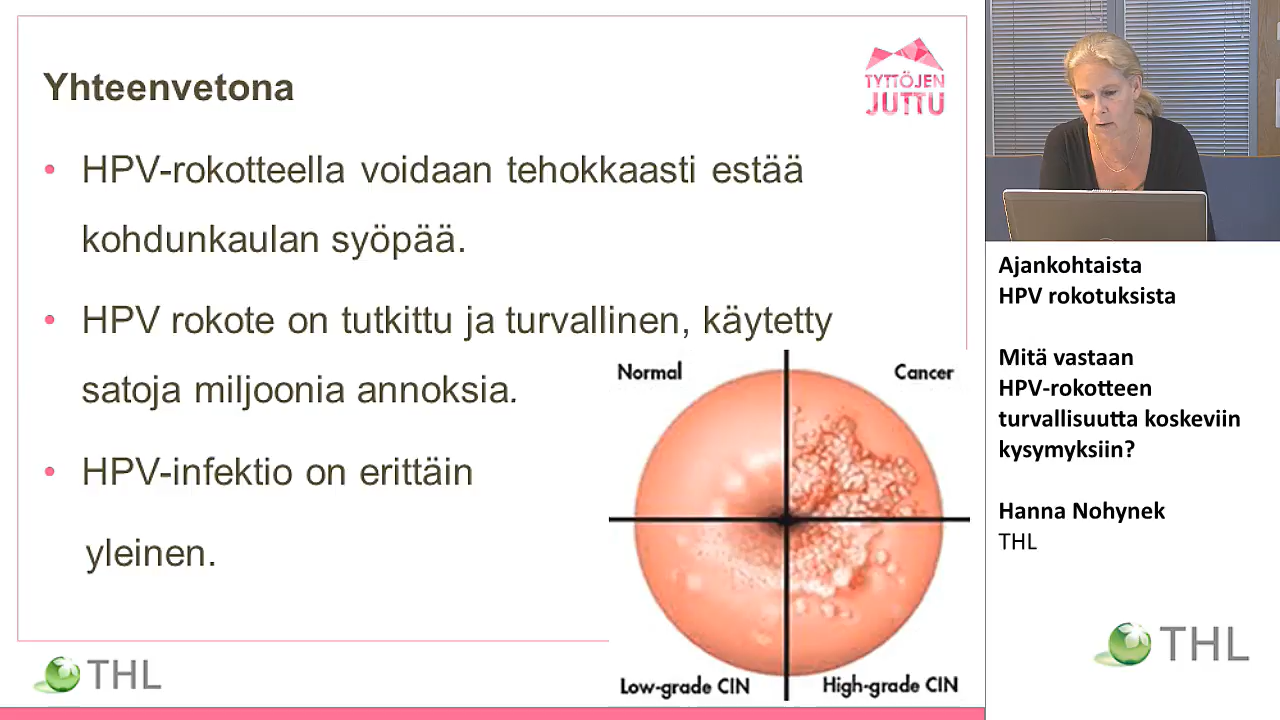 Yhteenvetona
TYTTÖJEN
JUTTU
• HPV-rokotteella voidaan tehokkaasti estää
kohdunkaulan syöpää.
• HPV rokote on tutkittu ja turvallinen, käytetty
satoja miljoonia annoksia.
• HPV-infektio on erittäin
yleinen.
Normal
Cancer
Low-grade CIN
High-grade CIN
THL
Ajankohtaista
HPV rokotuksista
Mitä vastaan
HPV-rokotteen
turvallisuutta koskeviin
kysymyksiin?
Hanna Nohynek
THL
THL